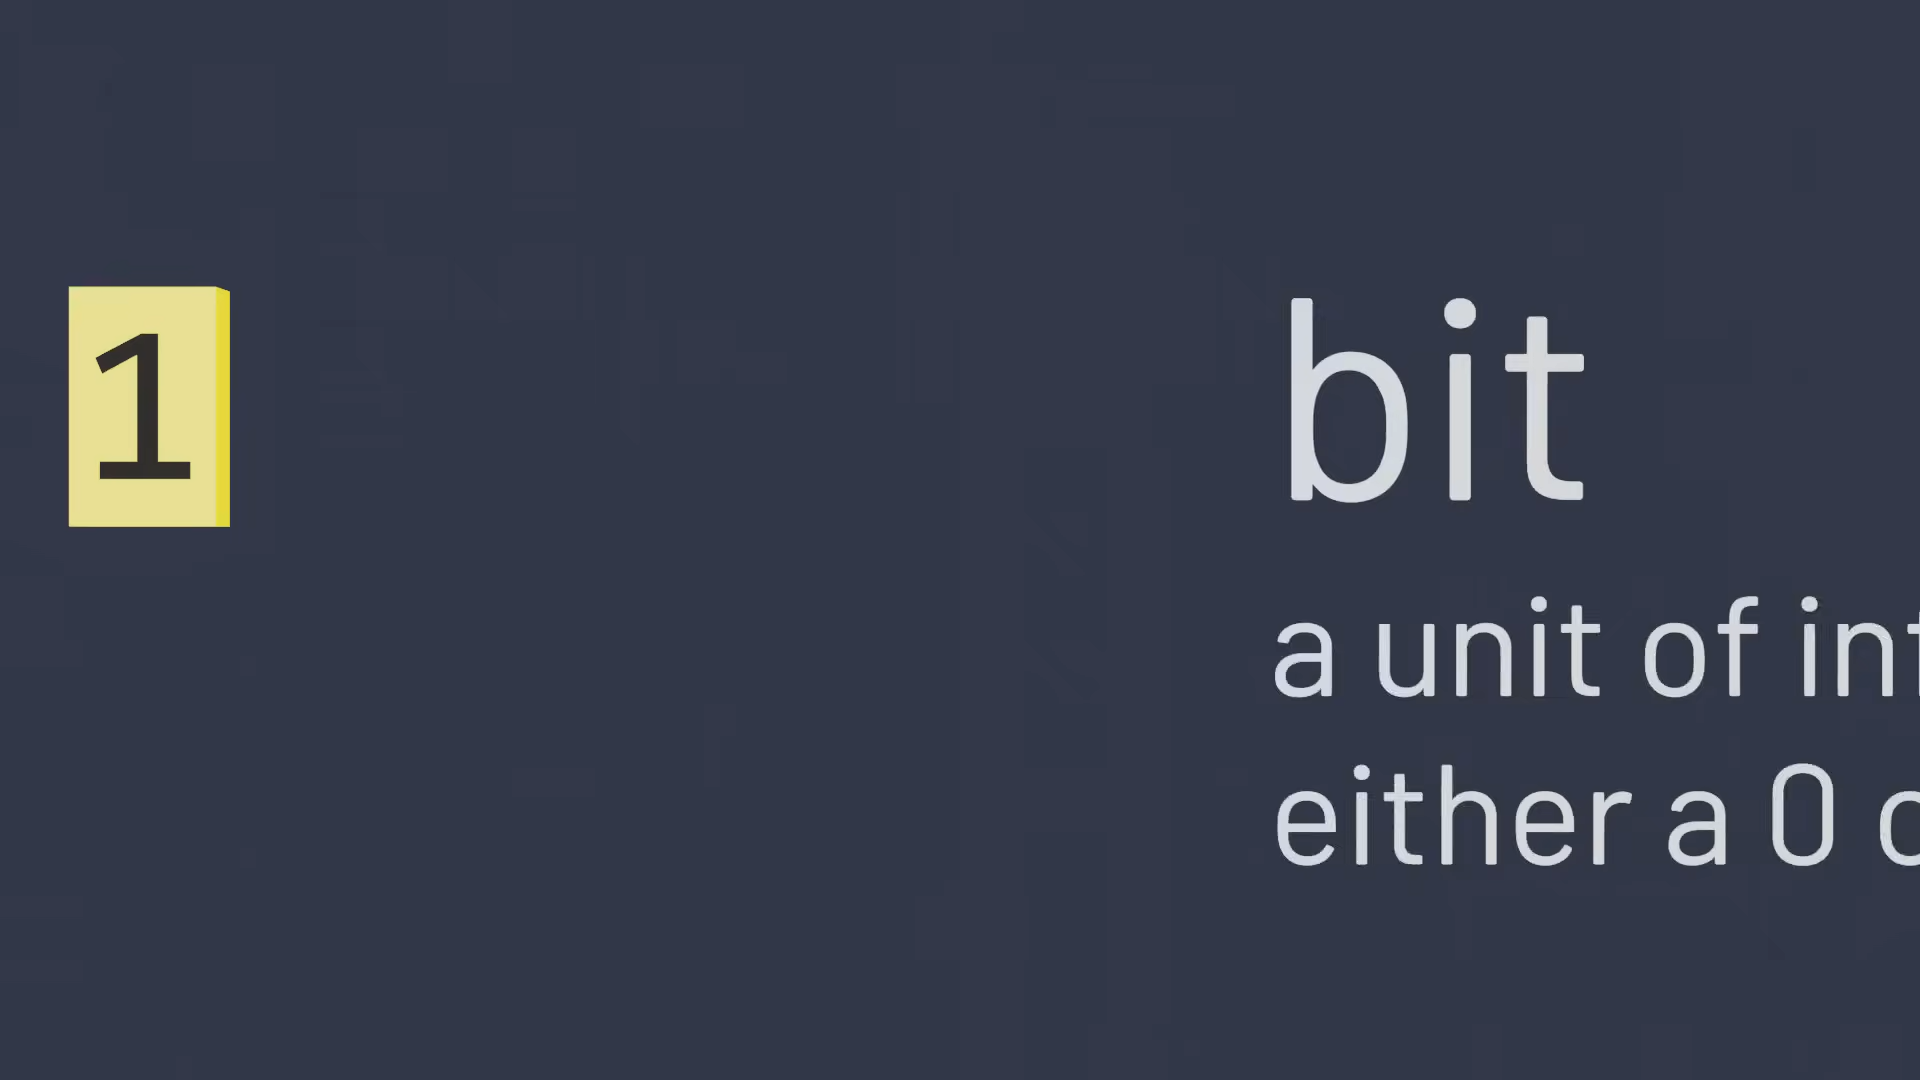 1
bit
a unit of
either a 0